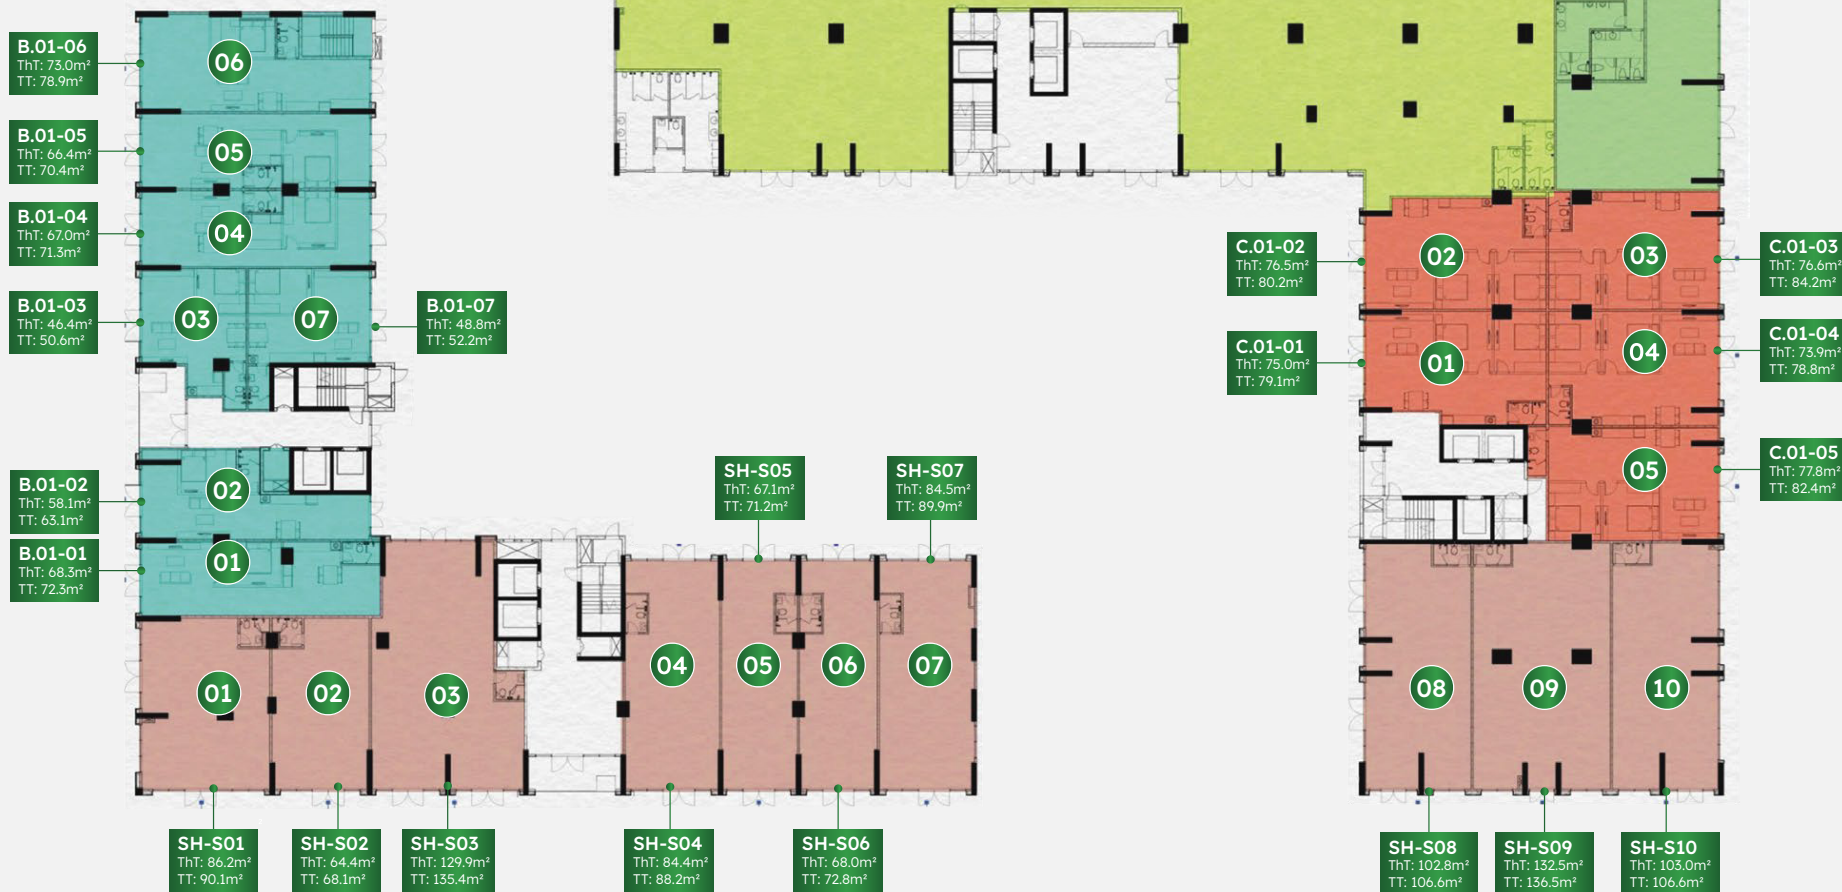 B.01-06
ThT: 73.0m²
TT: 78.9m²
06
B.01-05
ThT: 66.4m²
TT: 70.4m²
05
B.01-04
ThT: 67.0m²
TT: 71.3m²
04
B.01-03
ThT: 46.4m²
TT: 50.6m²
03
07
B.01-07
ThT: 48.8m²
TT: 52.2m²
B.01-02
ThT: 58.1m²
TT: 63.1m²
02
B.01-01
ThT: 68.3m²
TT: 72.3m²
01
C.01-02
ThT: 76.5m²
TT: 80.2m²
02
03
C.01-03
ThT: 76.6m²
TT: 84.2m²
C.01-01
ThT: 75.0m²
TT: 79.1m²
01
04
C.01-04
ThT: 73.9m²
TT: 78.8m²
05
C.01-05
ThT: 77.8m²
TT: 82.4m²
SH-S05
ThT: 67.1m²
TT: 71.2m²
SH-S07
ThT: 84.5m²
TT: 89.9m²
01
02
03
04
05
06
07
08
09
10
SH-S01
ThT: 86.2m²
TT: 90.1m²
SH-S02
ThT: 64.4m²
TT: 68.1m²
SH-S03
ThT: 129.9m²
TT: 135.4m²
SH-S04
ThT: 84.4m²
TT: 88.2m²
SH-S06
ThT: 68.0m²
TT: 72.8m²
SH-S08
ThT: 102.8m²
TT: 106.6m²
SH-S09
ThT: 132.5m²
TT: 136.5m²
SH-S10
ThT: 103.0m²
TT: 106.6m²